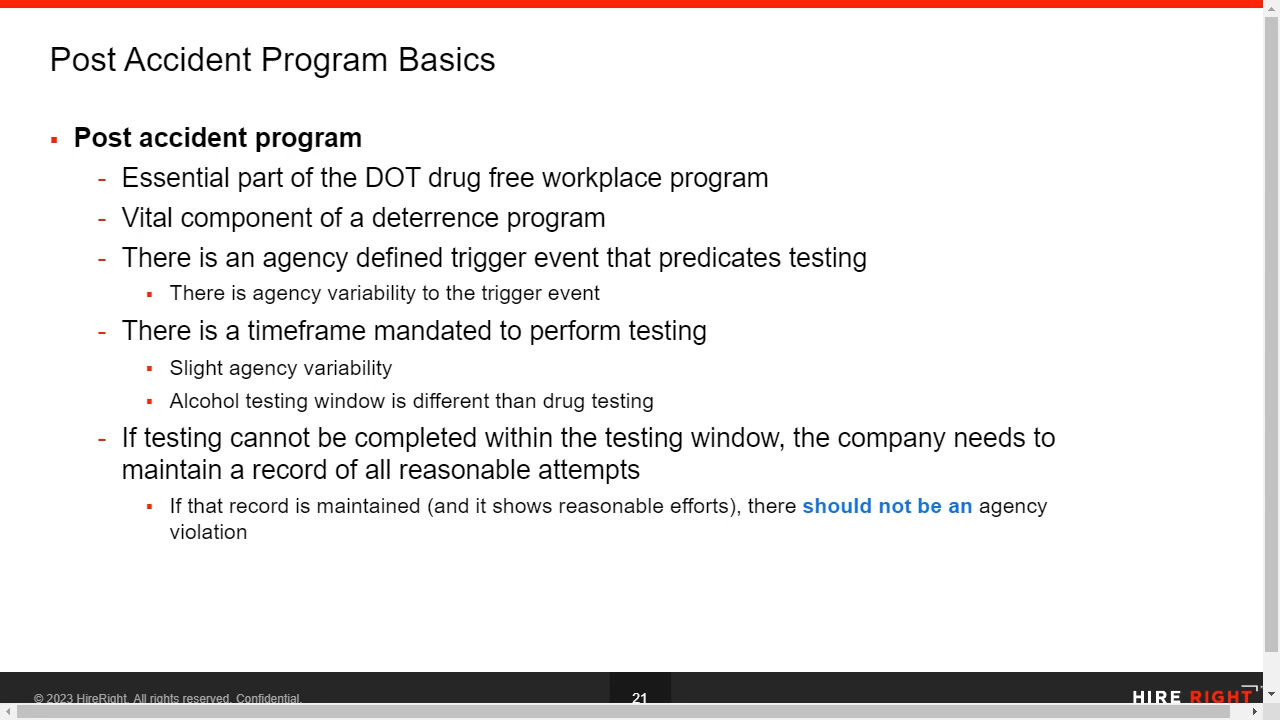 Post Accident Program Basics
▪ Post accident program
- Essential part of the DOT drug free workplace program
- Vital component of a deterrence program
- There is an agency defined trigger event that predicates testing
▪ There is agency variability to the trigger event
- There is a timeframe mandated to perform testing
▪ Slight agency variability
▪ Alcohol testing window is different than drug testing
- If testing cannot be completed within the testing window, the company needs to
maintain a record of all reasonable attempts
▪ If that record is maintained (and it shows reasonable efforts), there should not be an agency
violation
© 2023 HireRight. All rights reserved. Confidential.
21
HIRE RIGHT